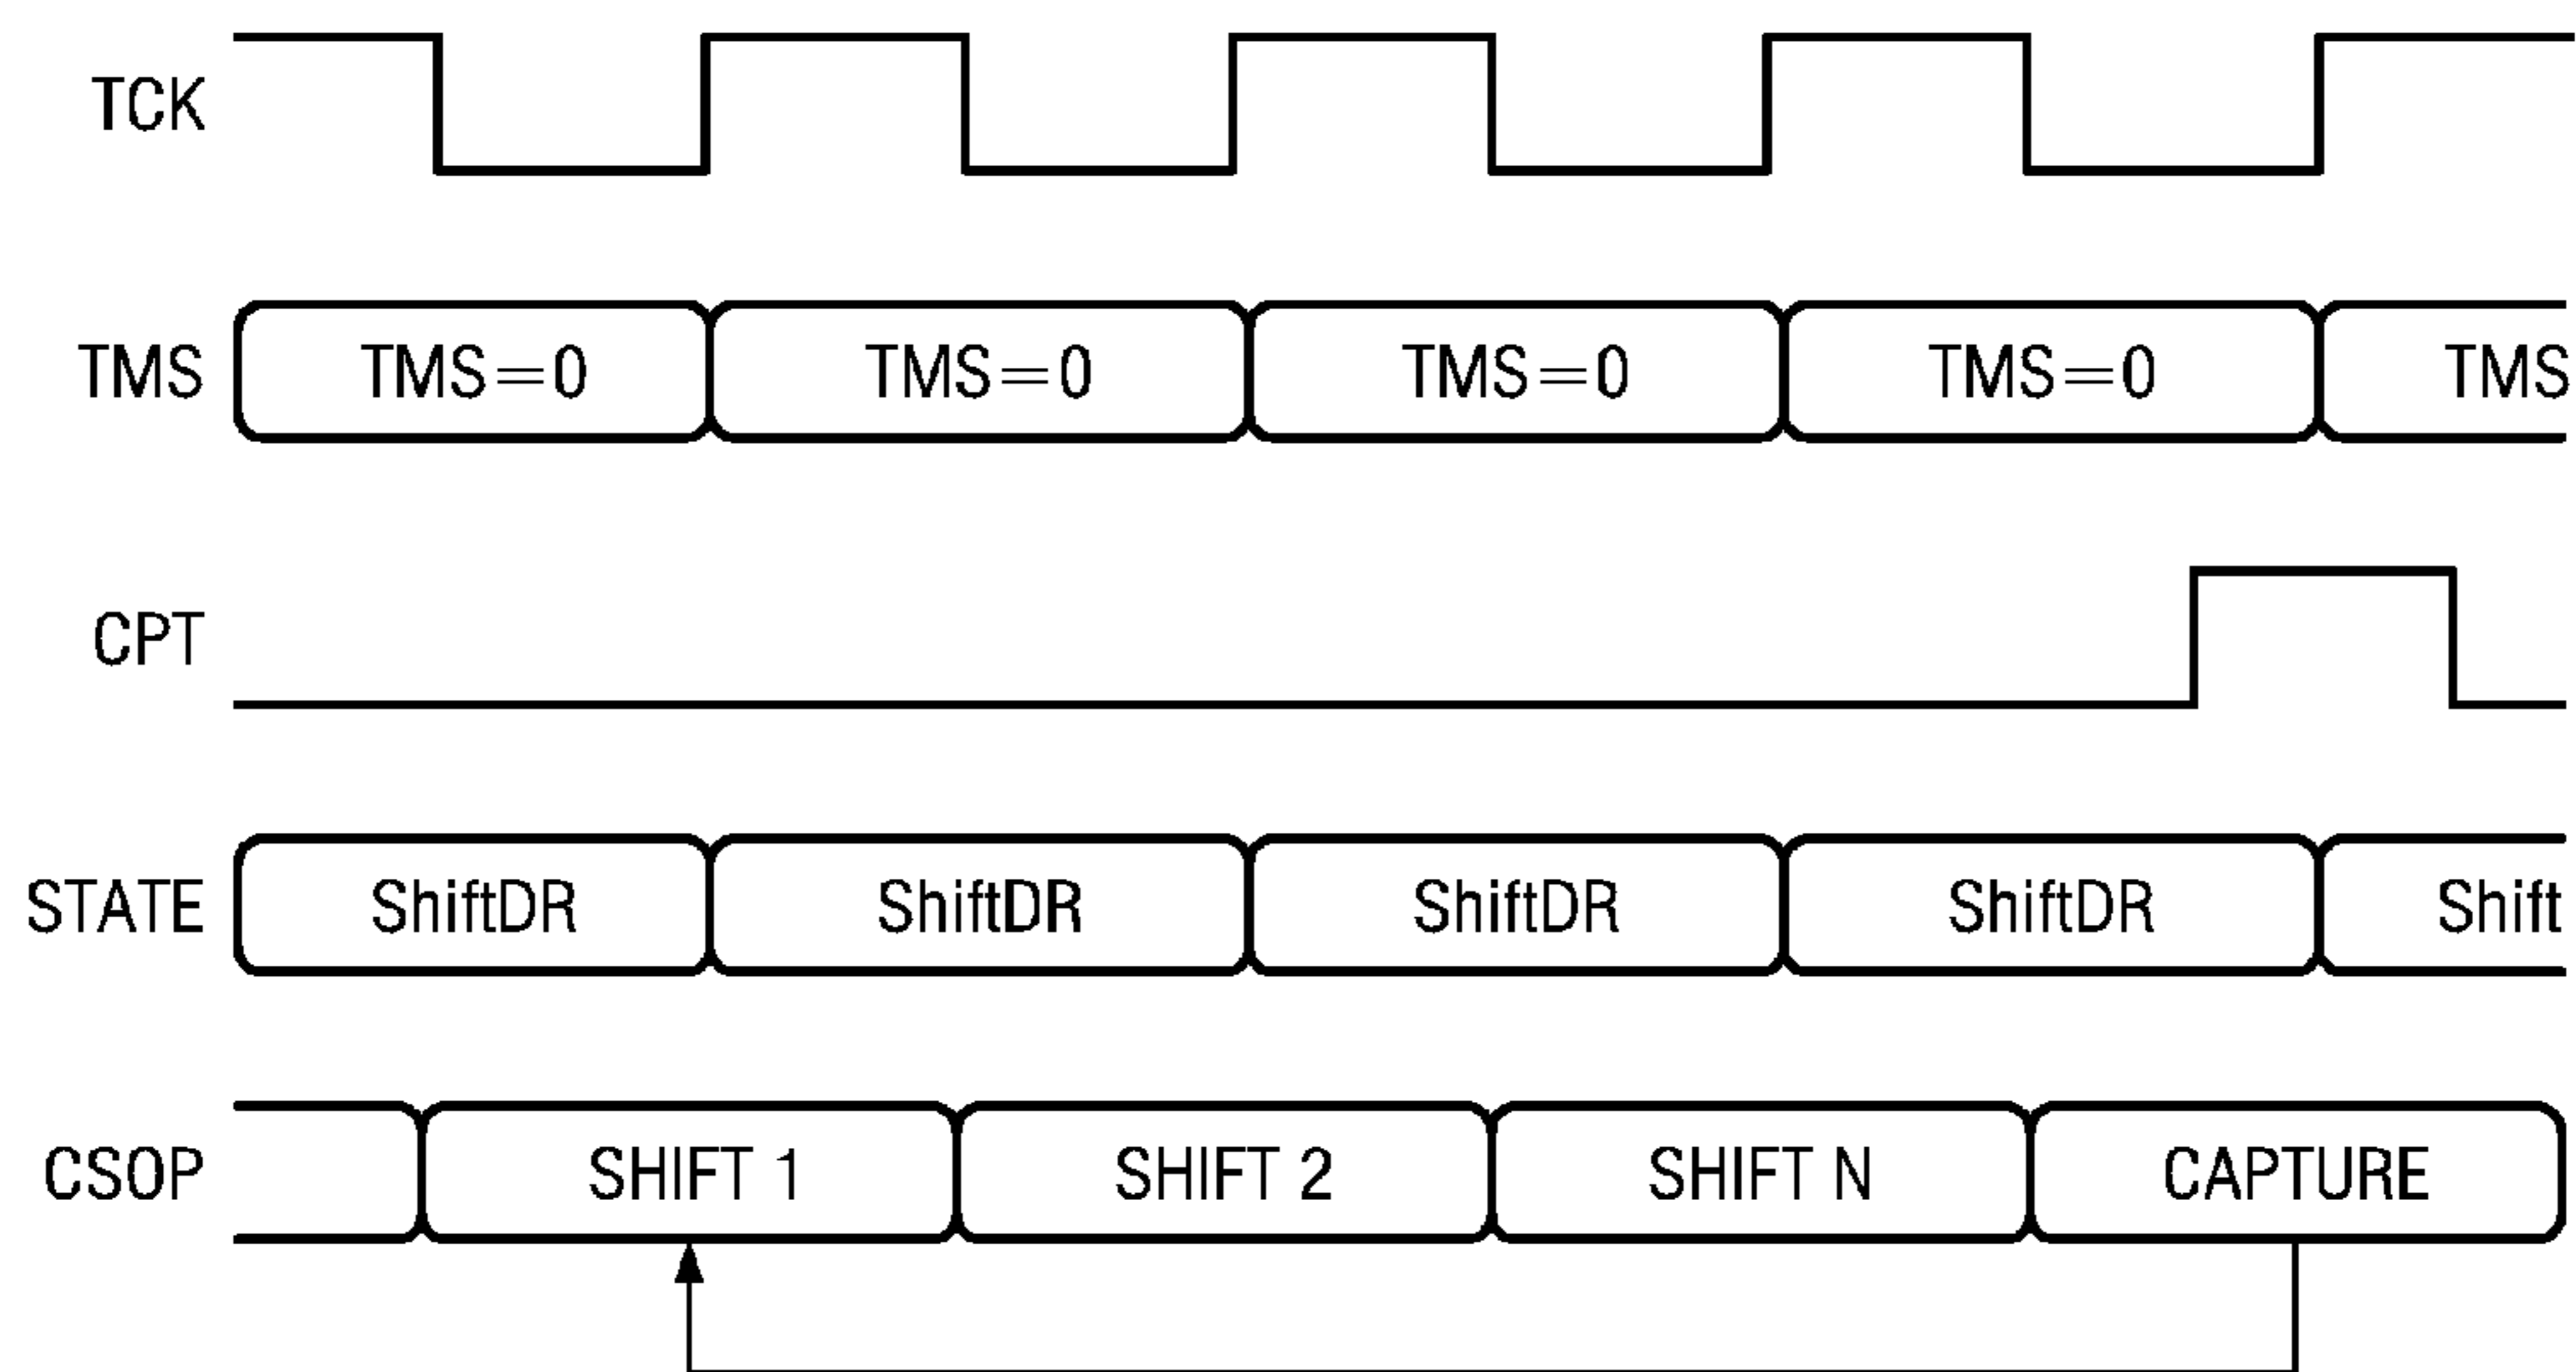 TCK
TMS TMS=0 TMS=0 TMS=0 TMS=0 TMS
CPT
STATE ShiftDR ShiftDR ShiftDR ShiftDR Shift
CSOP SHIFT 1 SHIFT 2 SHIFT N CAPTURE